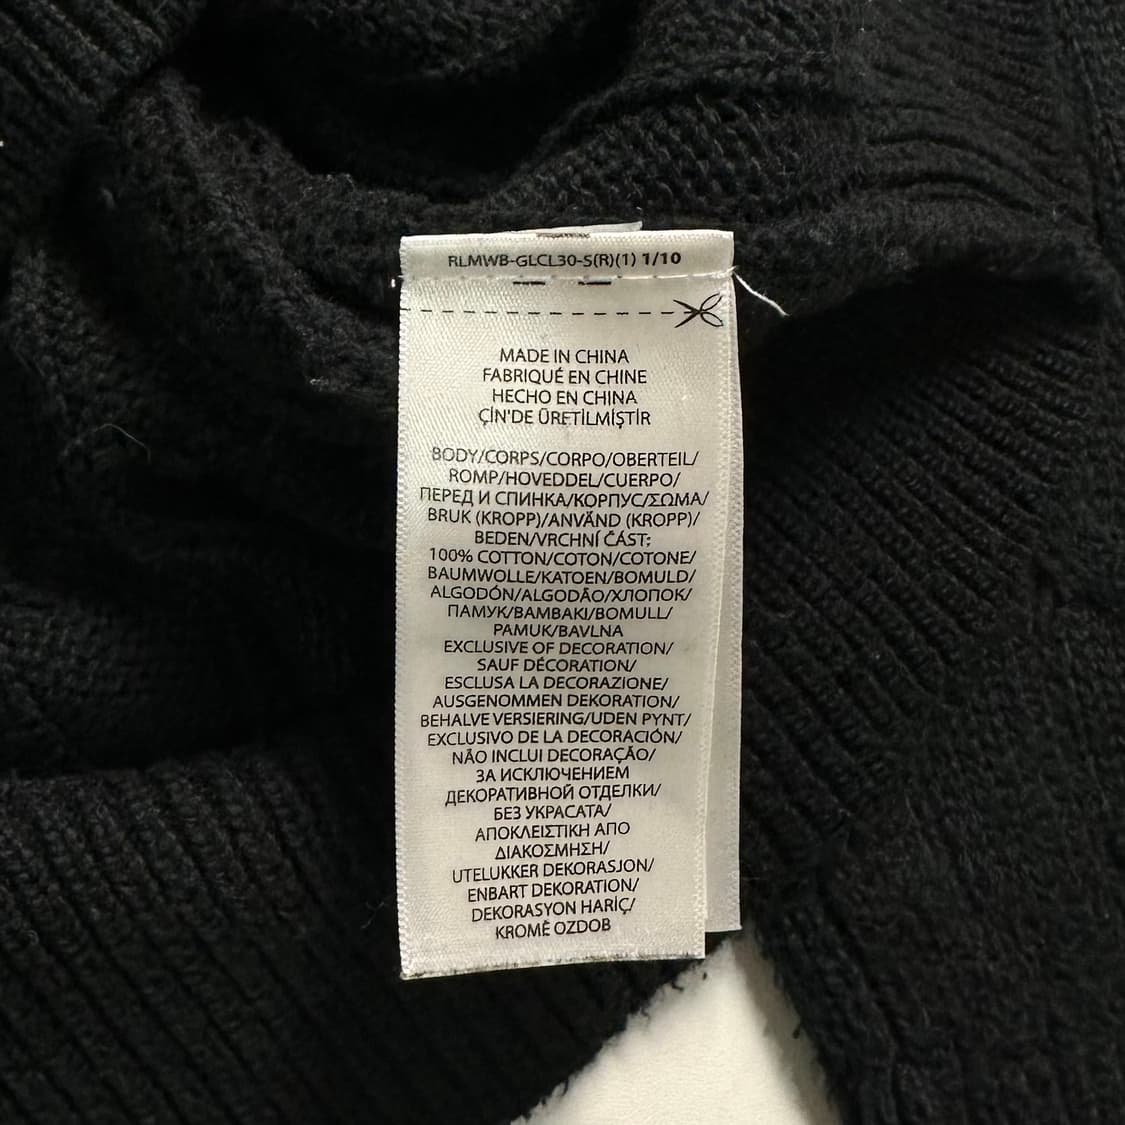 RLMWB-GLCL30-S(R)(1) 1/10
MADE IN CHINA
FABRIQUÉ EN CHINE
HECHO EN CHINA
ÇİN'DE ÜRETİLMİŞTİR
BODY/CORPS/CORPO/OBERTEIL/
ROMP/HOVEDDEL/CUERPO/
ПЕРЕД И СПИНКА/КОРПУС/ΣΩΜΑ/
BRUK (KROPP)/ANVÄND (KROPP)/
BEDEN/VRCHNÍ ČÁST:
100% COTTON/COTON/COTONE/
BAUMWOLLE/KATOEN/BOMULD/
ALGODÓN/ALGODÃO/ХЛОПОК/
ПАМУК/BAMBAKI/BOMULL/
PAMUK/BAVLNA
EXCLUSIVE OF DECORATION/
SAUF DÉCORATION/
ESCLUSA LA DECORAZIONE/
AUSGENOMMEN DEKORATION/
BEHALVE VERSIERING/UDEN PYNT/
EXCLUSIVO DE LA DECORACIÓN/
NÃO INCLUI DECORAÇÃO/
ЗА ИСКЛЮЧЕНИЕМ
ДЕКОРАТИВНОЙ ОТДЕЛКИ/
БЕЗ УКРАСАТА/
ΑΠΟΚΛΕΙΣΤΙΚΗ ΑΠΟ
ΔΙΑΚΟΣΜΗΣΗ/
UTELUKKER DEKORASJON/
ENBART DEKORATION/
DEKORASYON HARİÇ/
KROMĚ OZDOB